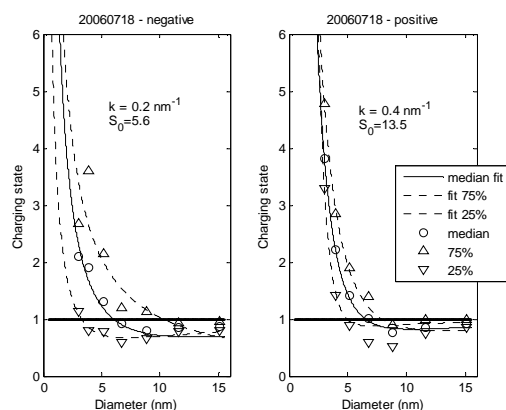 20060718 - negative
6
5
4
3
2
1
0
Charging state
k = 0.2 nm⁻¹
S₀=5.6
0 5 10 15
Diameter (nm)
20060718 - positive
6
5
4
3
2
1
0
Charging state
k = 0.4 nm⁻¹
S₀=13.5
0 5 10 15
Diameter (nm)
median fit
fit 75%
fit 25%
median
75%
25%